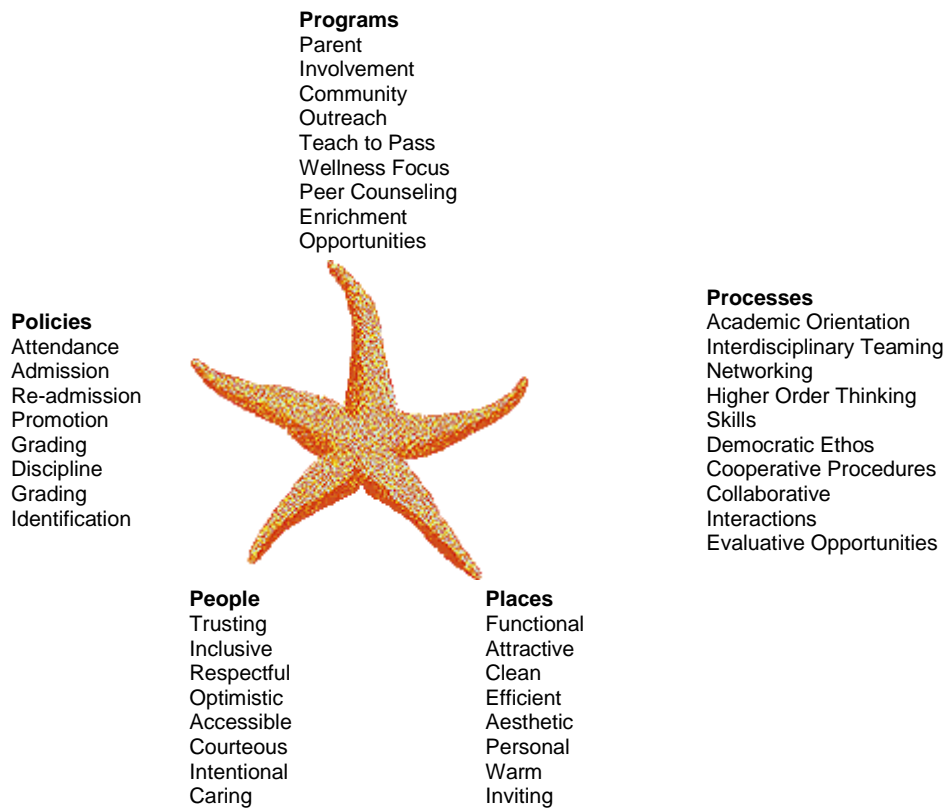 Programs
Parent
Involvement
Community
Outreach
Teach to Pass
Wellness Focus
Peer Counseling
Enrichment
Opportunities
Policies
Attendance
Admission
Re-admission
Promotion
Grading
Discipline
Grading
Identification
Processes
Academic Orientation
Interdisciplinary Teaming
Networking
Higher Order Thinking
Skills
Democratic Ethos
Cooperative Procedures
Collaborative
Interactions
Evaluative Opportunities
People
Trusting
Inclusive
Respectful
Optimistic
Accessible
Courteous
Intentional
Caring
Places
Functional
Attractive
Clean
Efficient
Aesthetic
Personal
Warm
Inviting